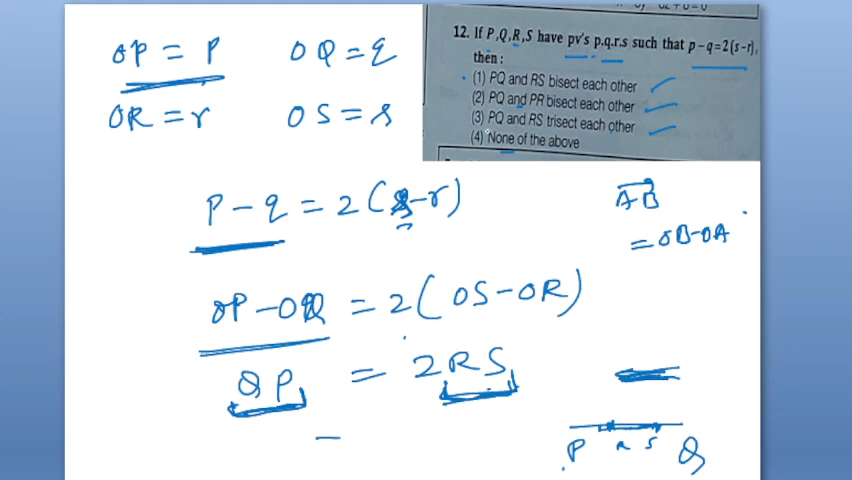 OP = P OQ = q
OR = r OS = s
12. If P,Q,R,S have pv's p.q.r.s such that p-q=2(s-r),
then :
(1) PQ and RS bisect each other
(2) PQ and PR bisect each other
(3) PQ and RS trisect each other
(4) None of the above
P - q = 2(s-r)
AB
= OB-OA
OP - OQ = 2(OS-OR)
QP = 2RS
P R S Q